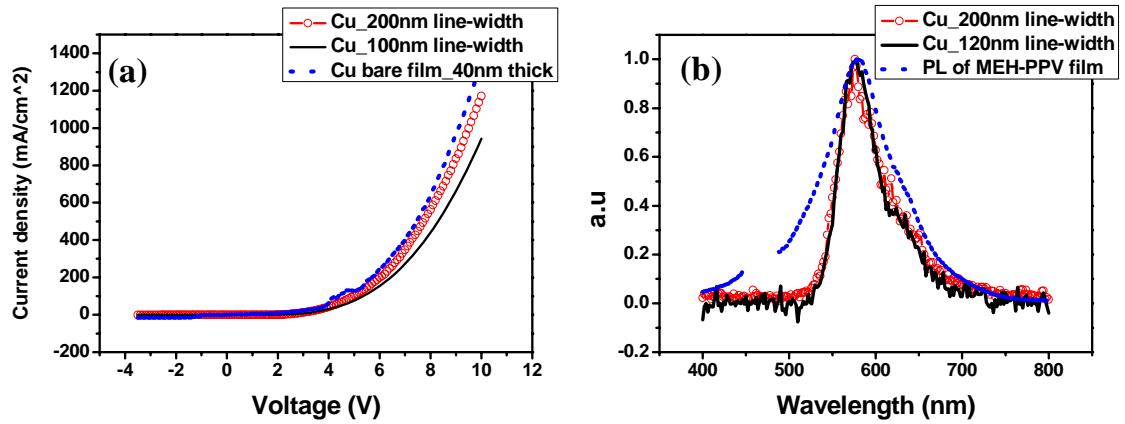 Cu_200nm line-width
Cu_100nm line-width
Cu bare film_40nm thick
(a)
1400
1200
1000
800
600
400
200
0
-200
-4
-2
0
2
4
6
8
10
12
Current density (mA/cm^2)
Voltage (V)
Cu_200nm line-width
Cu_120nm line-width
PL of MEH-PPV film
(b)
1.0
0.8
0.6
0.4
0.2
0.0
-0.2
400
500
600
700
800
a.u
Wavelength (nm)